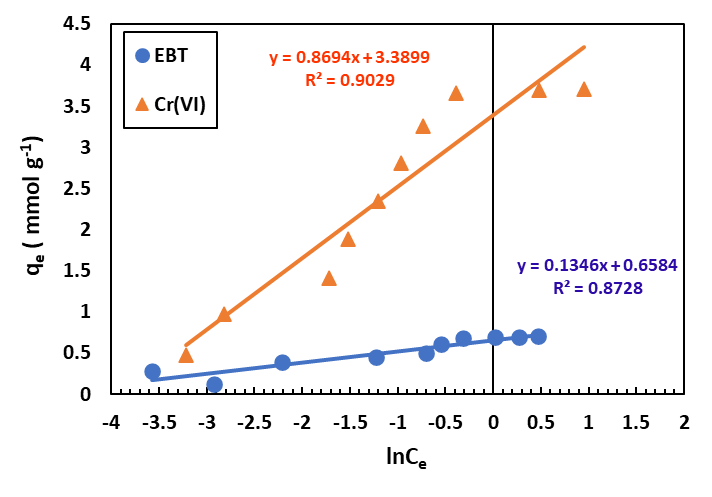 4.5
4
3.5
3
2.5
2
1.5
1
0.5
0
qₑ ( mmol g⁻¹)
EBT
Cr(VI)
y = 0.8694x + 3.3899
R² = 0.9029
y = 0.1346x + 0.6584
R² = 0.8728
-4 -3.5 -3 -2.5 -2 -1.5 -1 -0.5 0 0.5 1 1.5 2
lnCₑ